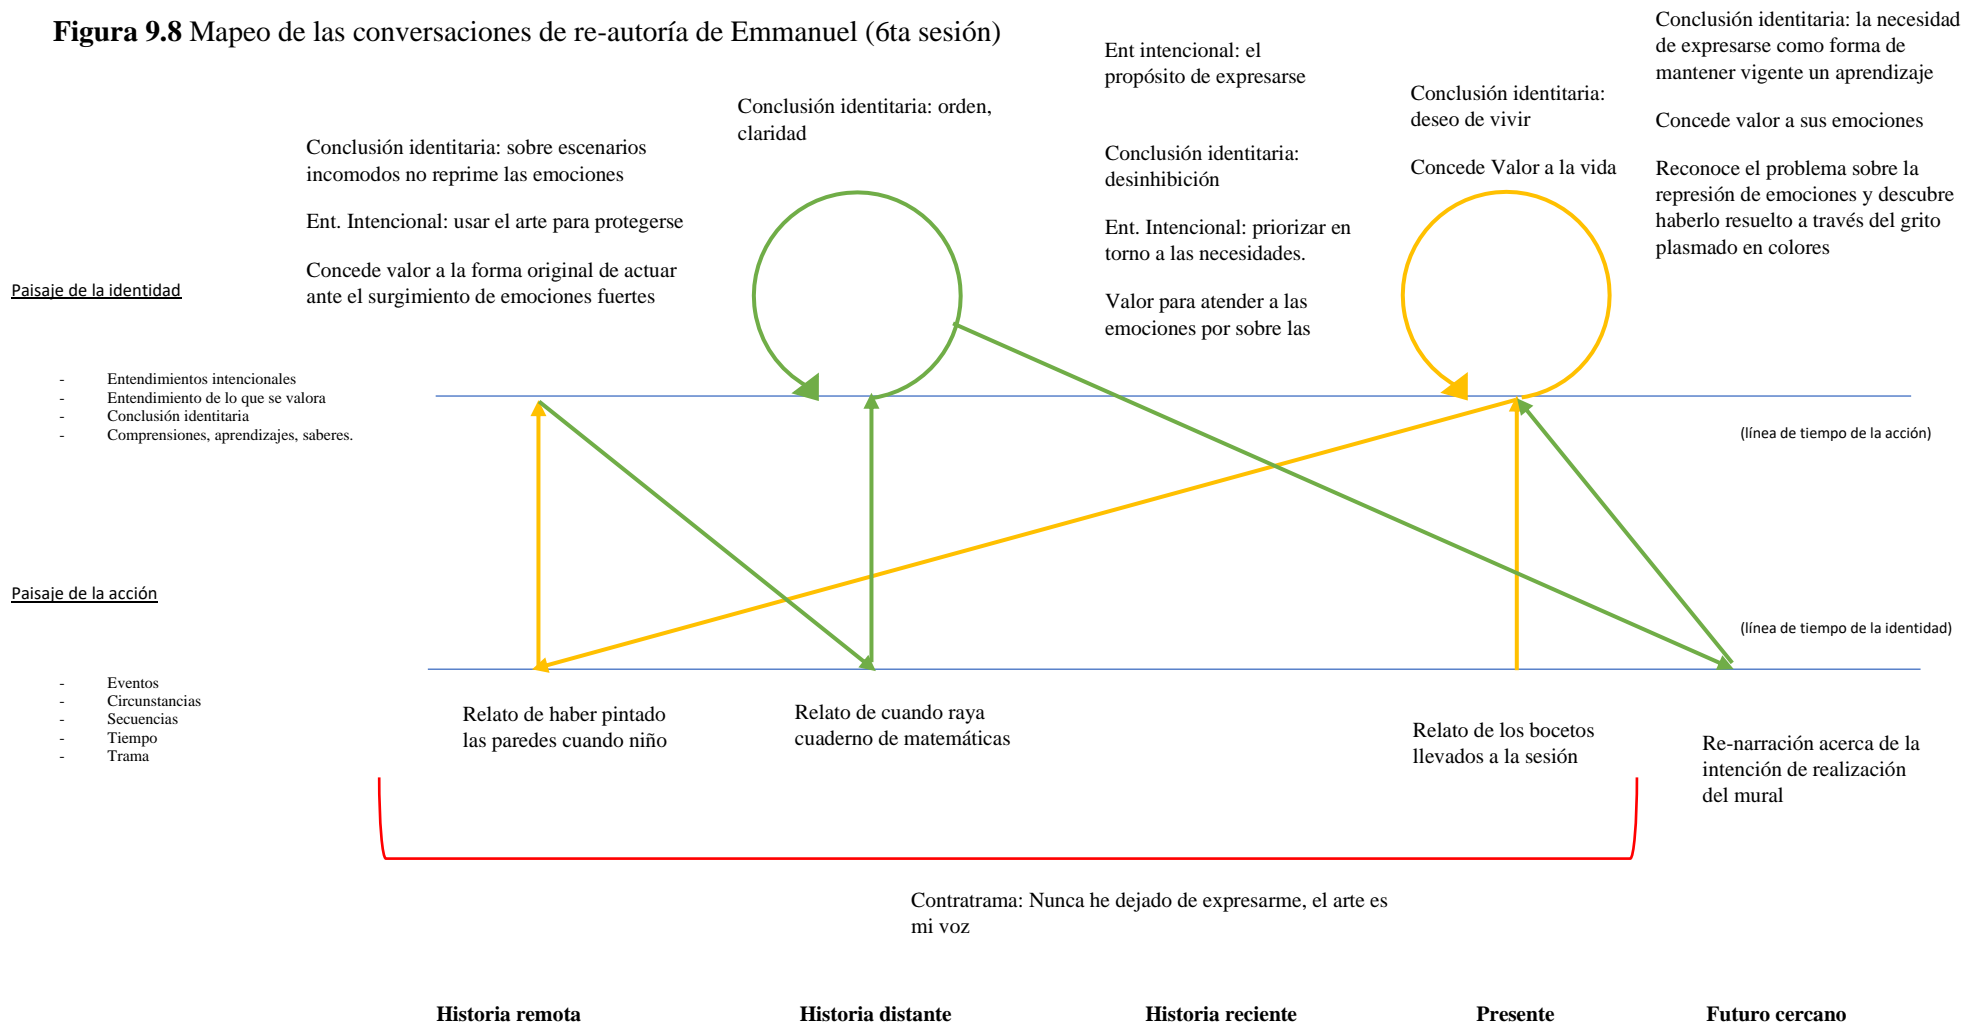 Figura 9.8 Mapeo de las conversaciones de re-autoría de Emmanuel (6ta sesión)
Conclusión identitaria: sobre escenarios
incomodos no reprime las emociones
Ent. Intencional: usar el arte para protegerse
Concede valor a la forma original de actuar
ante el surgimiento de emociones fuertes
Conclusión identitaria: orden,
claridad
Ent intencional: el
propósito de expresarse
Conclusión identitaria:
desinhibición
Ent. Intencional: priorizar en
torno a las necesidades.
Valor para atender a las
emociones por sobre las
Conclusión identitaria:
deseo de vivir
Concede Valor a la vida
Conclusión identitaria: la necesidad
de expresarse como forma de
mantener vigente un aprendizaje
Concede valor a sus emociones
Reconoce el problema sobre la
represión de emociones y descubre
haberlo resuelto a través del grito
plasmado en colores
Paisaje de la identidad
- Entendimientos intencionales
- Entendimiento de lo que se valora
- Conclusión identitaria
- Comprensiones, aprendizajes, saberes.
(línea de tiempo de la acción)
Paisaje de la acción
(línea de tiempo de la identidad)
- Eventos
- Circunstancias
- Secuencias
- Tiempo
- Trama
Relato de haber pintado
las paredes cuando niño
Relato de cuando raya
cuaderno de matemáticas
Relato de los bocetos
llevados a la sesión
Re-narración acerca de la
intención de realización
del mural
Contratrama: Nunca he dejado de expresarme, el arte es
mi voz
Historia remota
Historia distante
Historia reciente
Presente
Futuro cercano